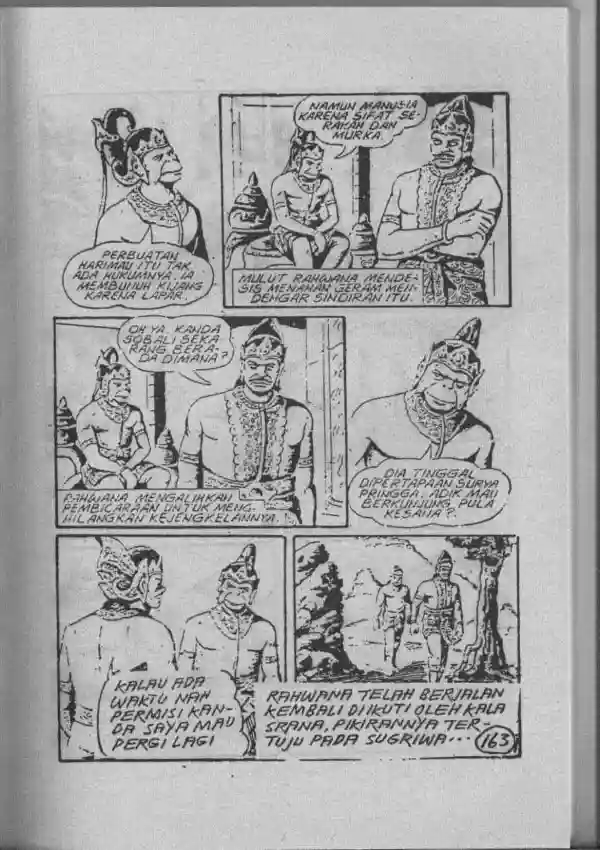 PERBUATAN
HARIMAU ITU TAK
ADA HUKUMNYA. IA
MEMBUNUH KIJANG
KARENA LAPAR.
NAMUN MANUSIA
KARENA SIFAT SE-
RAKAH DAN
MURKA.
MULUT RAHWANA MENDE-
SIS MENAHAN GERAM MEN-
DENGAR SINDIRAN ITU.
OH YA. KANDA
SOBALI SEKA
RANG BERA-
DA DIMANA?
RAHWANA MENGALIHKAN
PEMBICARAAN UNTUK MENG-
HILANGKAN KEJENGKELANNYA.
DIA TINGGAL
DIPERTAPAAN SURYA
PRINGGA. ADIK MAU
BERKUNJUNG PULA
KESANA?
KALAU ADA
WAKTU NAH
PERMISI KAN-
DA SAYA MAU
PERGI LAGI
RAHWANA TELAH BERJALAN
KEMBALI DIIKUTI OLEH KALA
SRANA, PIKIRANNYA TER-
TUJU PADA SUGRIWA...
163